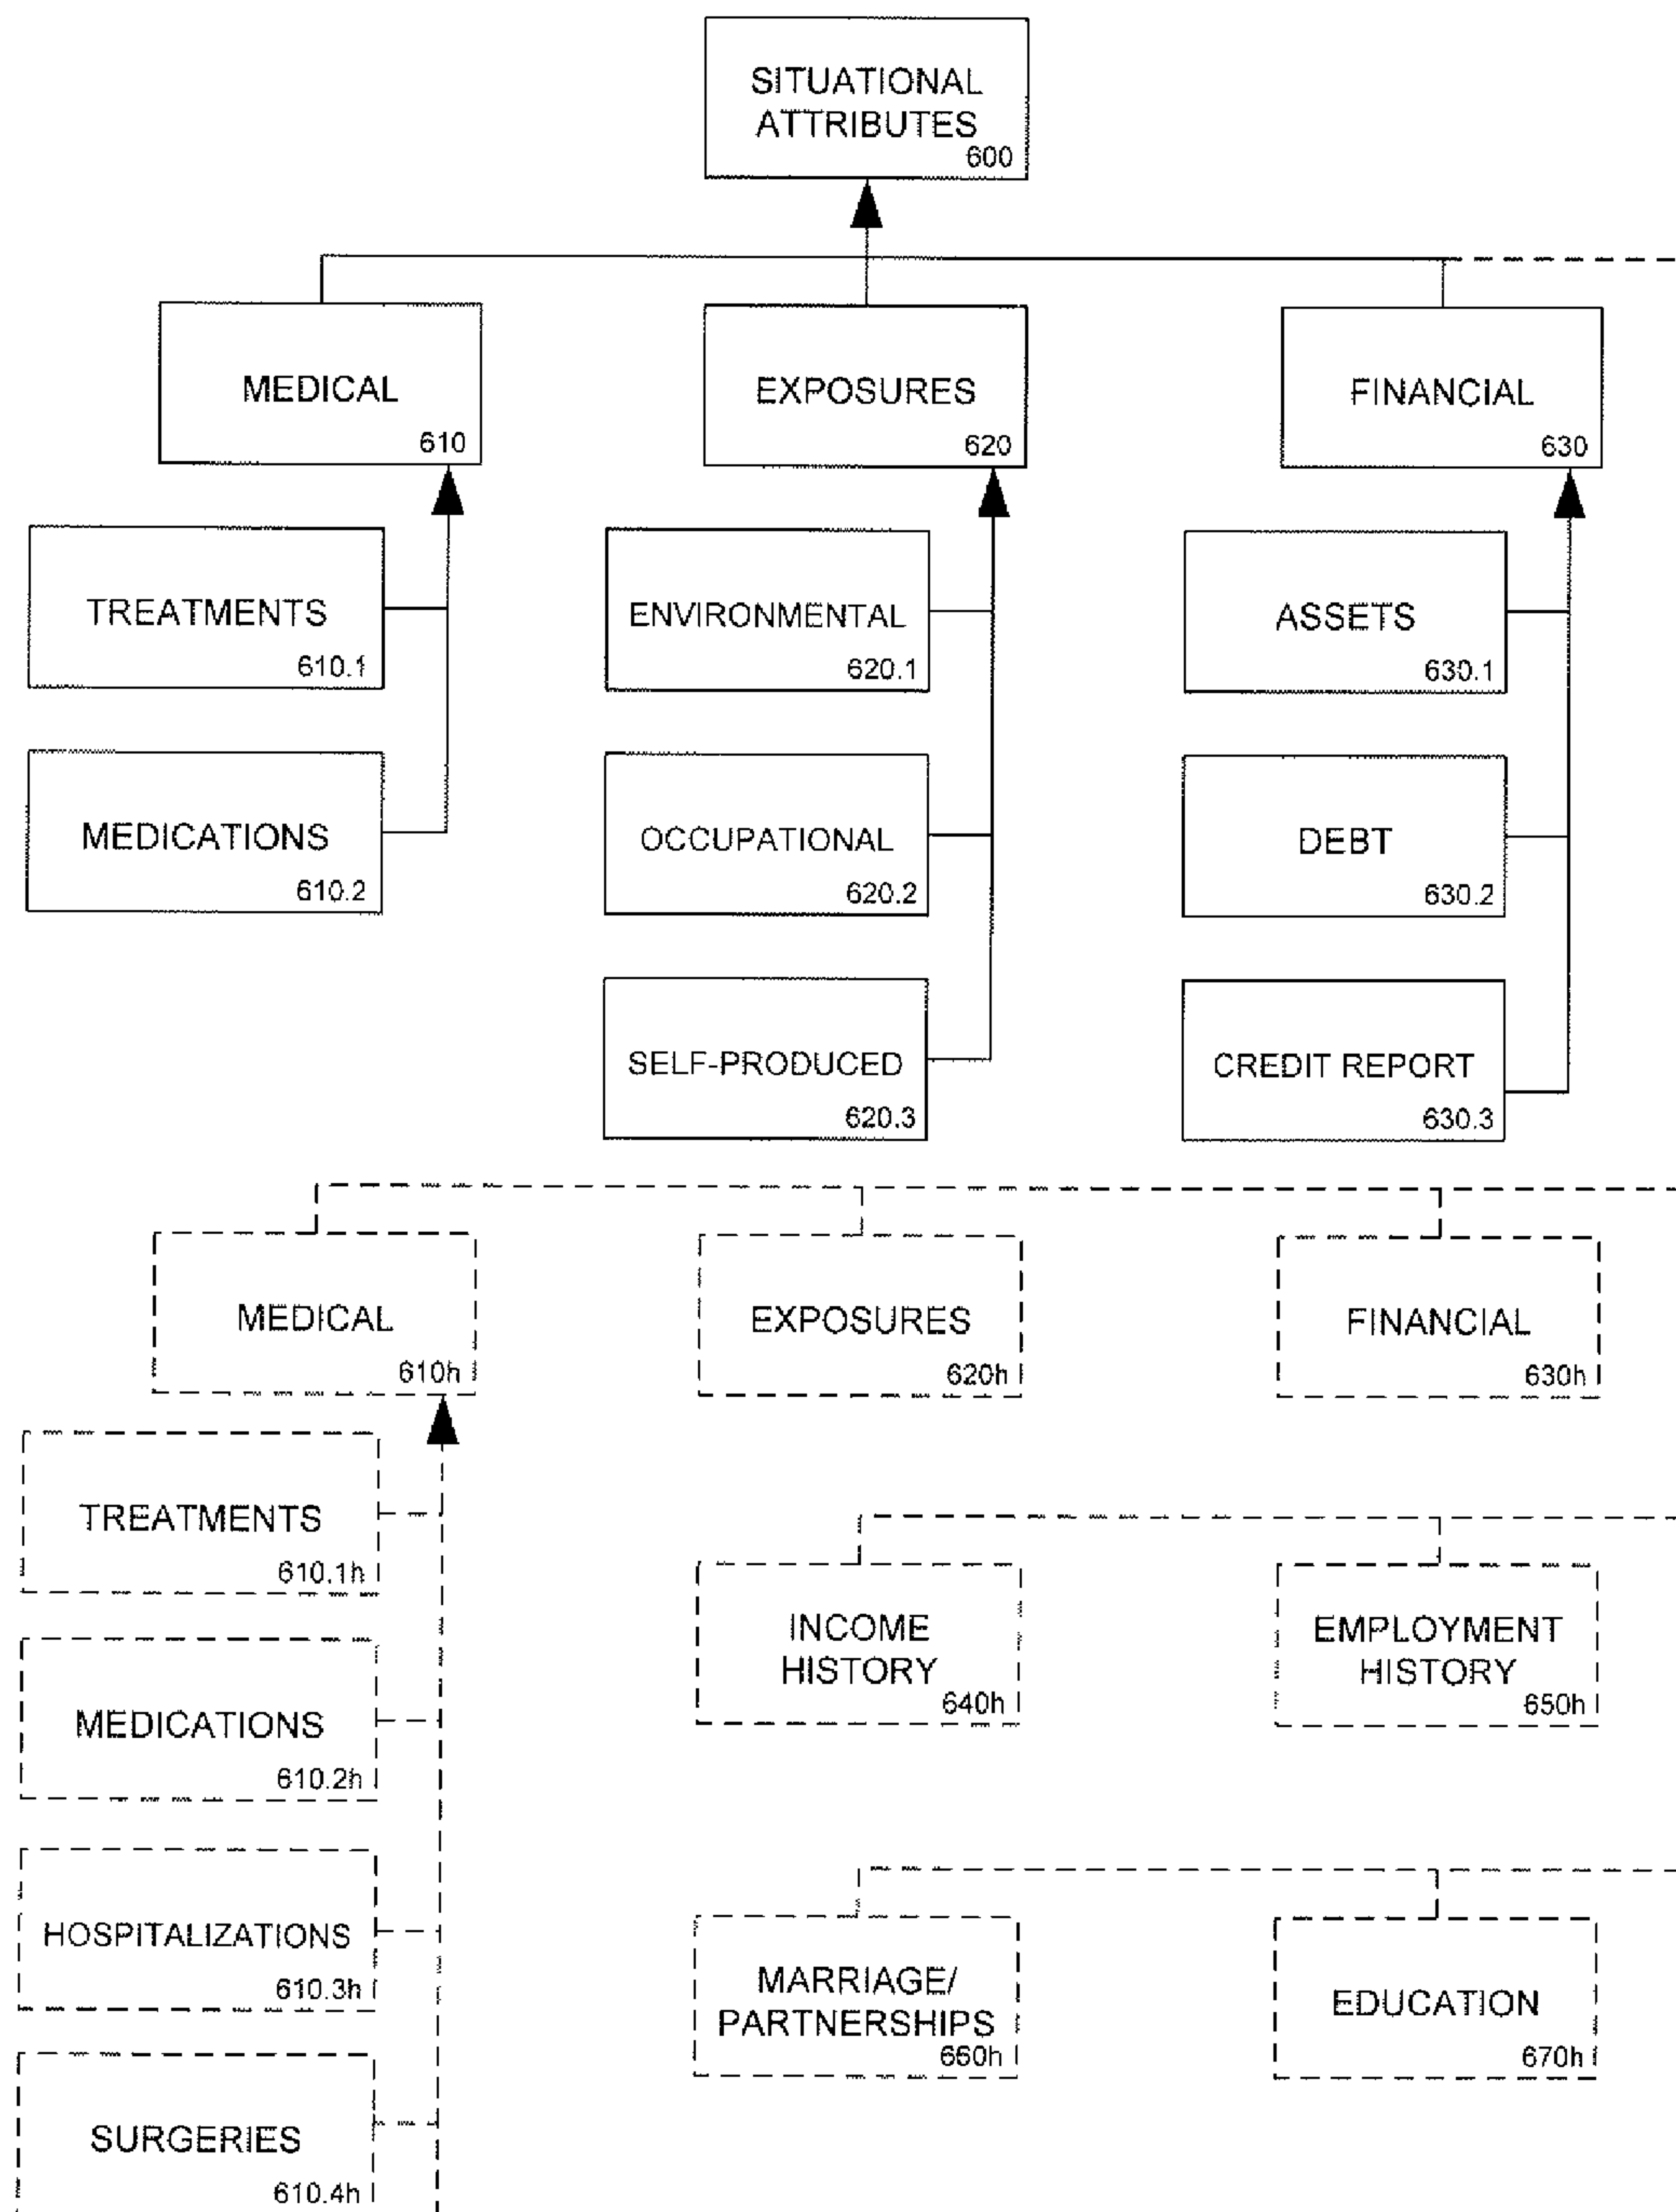 SITUATIONAL
ATTRIBUTES
600
MEDICAL
610
EXPOSURES
620
FINANCIAL
630
TREATMENTS
610.1
ENVIRONMENTAL
620.1
ASSETS
630.1
MEDICATIONS
610.2
OCCUPATIONAL
620.2
DEBT
630.2
SELF-PRODUCED
620.3
CREDIT REPORT
630.3
MEDICAL
610h
EXPOSURES
620h
FINANCIAL
630h
TREATMENTS
610.1h
INCOME
HISTORY
640h
EMPLOYMENT
HISTORY
650h
MEDICATIONS
610.2h
HOSPITALIZATIONS
610.3h
MARRIAGE/
PARTNERSHIPS
660h
EDUCATION
670h
SURGERIES
610.4h